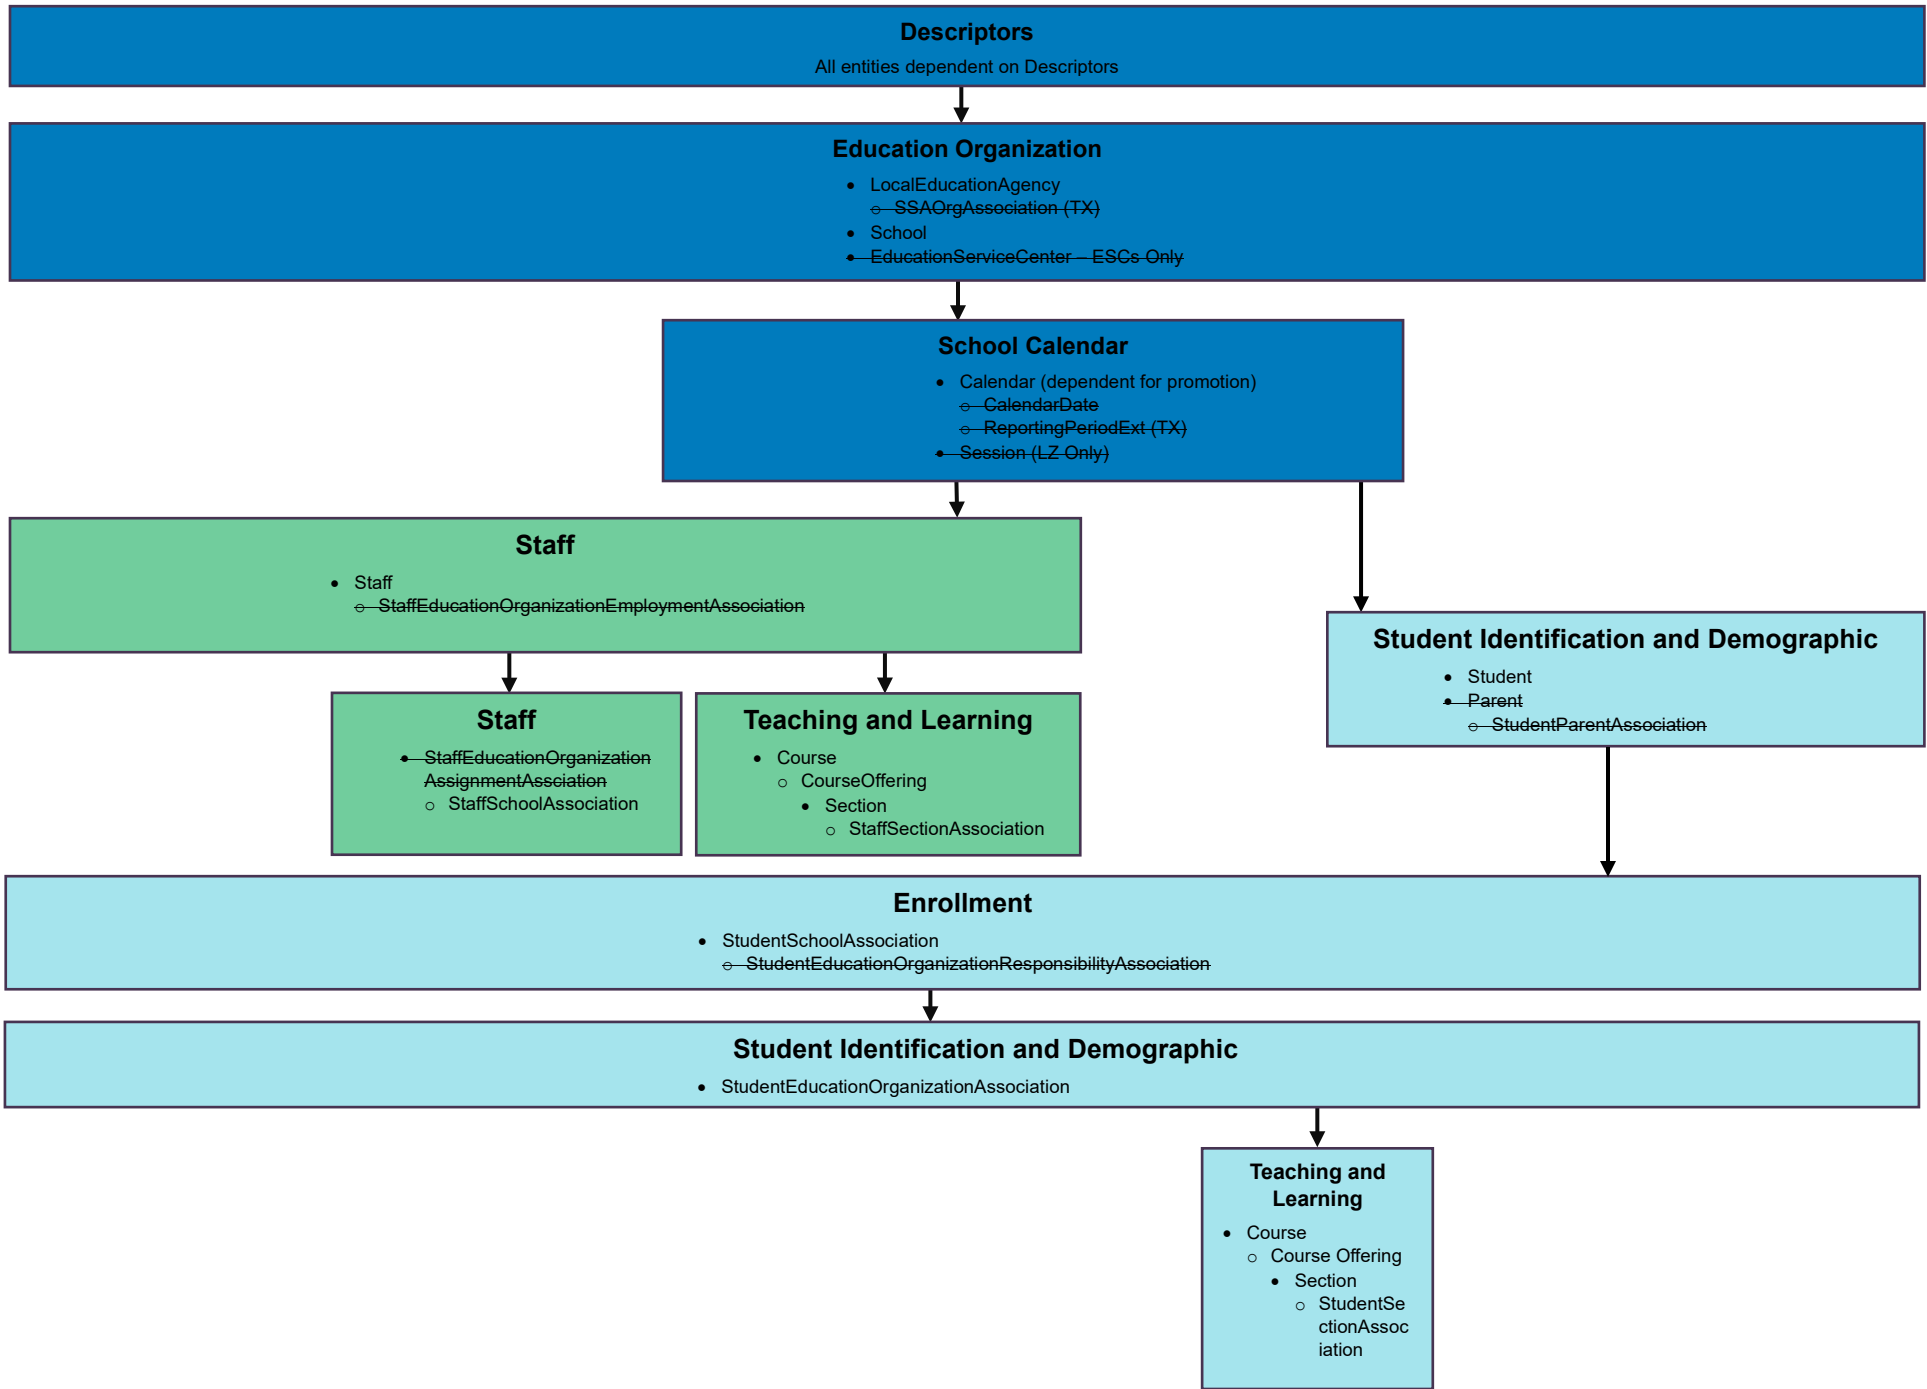 Descriptors
All entities dependent on Descriptors
Education Organization
• LocalEducationAgency
○ SSAOrgAssociation (TX)
• School
• EducationServiceCenter – ESCs Only
School Calendar
• Calendar (dependent for promotion)
○ CalendarDate
○ ReportingPeriodExt (TX)
• Session (LZ Only)
Staff
• Staff
○ StaffEducationOrganizationEmploymentAssociation
Student Identification and Demographic
• Student
• Parent
○ StudentParentAssociation
Staff
• StaffEducationOrganization
AssignmentAssciation
○ StaffSchoolAssociation
Teaching and Learning
• Course
○ CourseOffering
• Section
○ StaffSectionAssociation
Enrollment
• StudentSchoolAssociation
○ StudentEducationOrganizationResponsibilityAssociation
Student Identification and Demographic
• StudentEducationOrganizationAssociation
Teaching and
Learning
• Course
○ Course Offering
• Section
○ StudentSe
ctionAssoc
iation